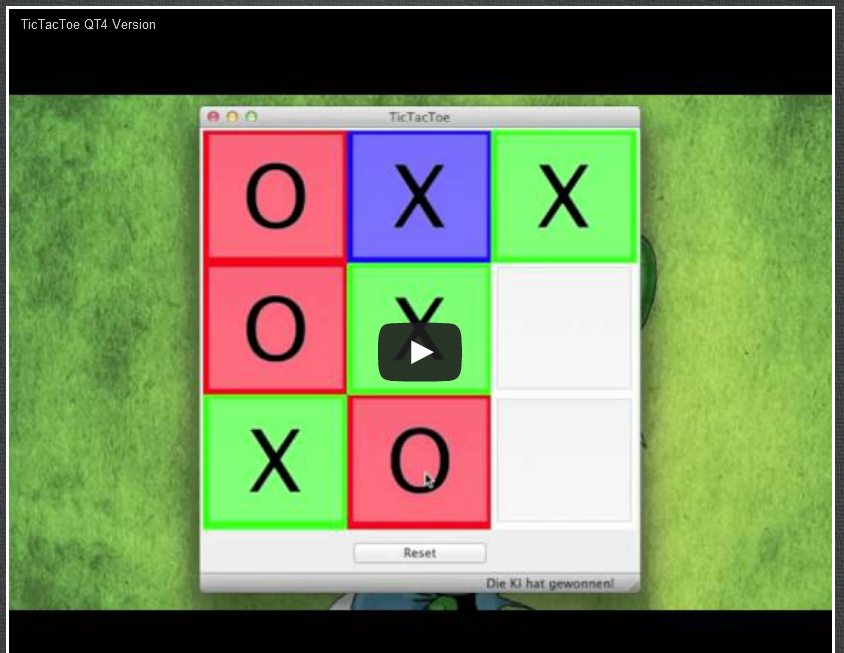 TicTacToe QT4 Version
TicTacToe
O X X
O X
X O
Reset
Die KI hat gewonnen!